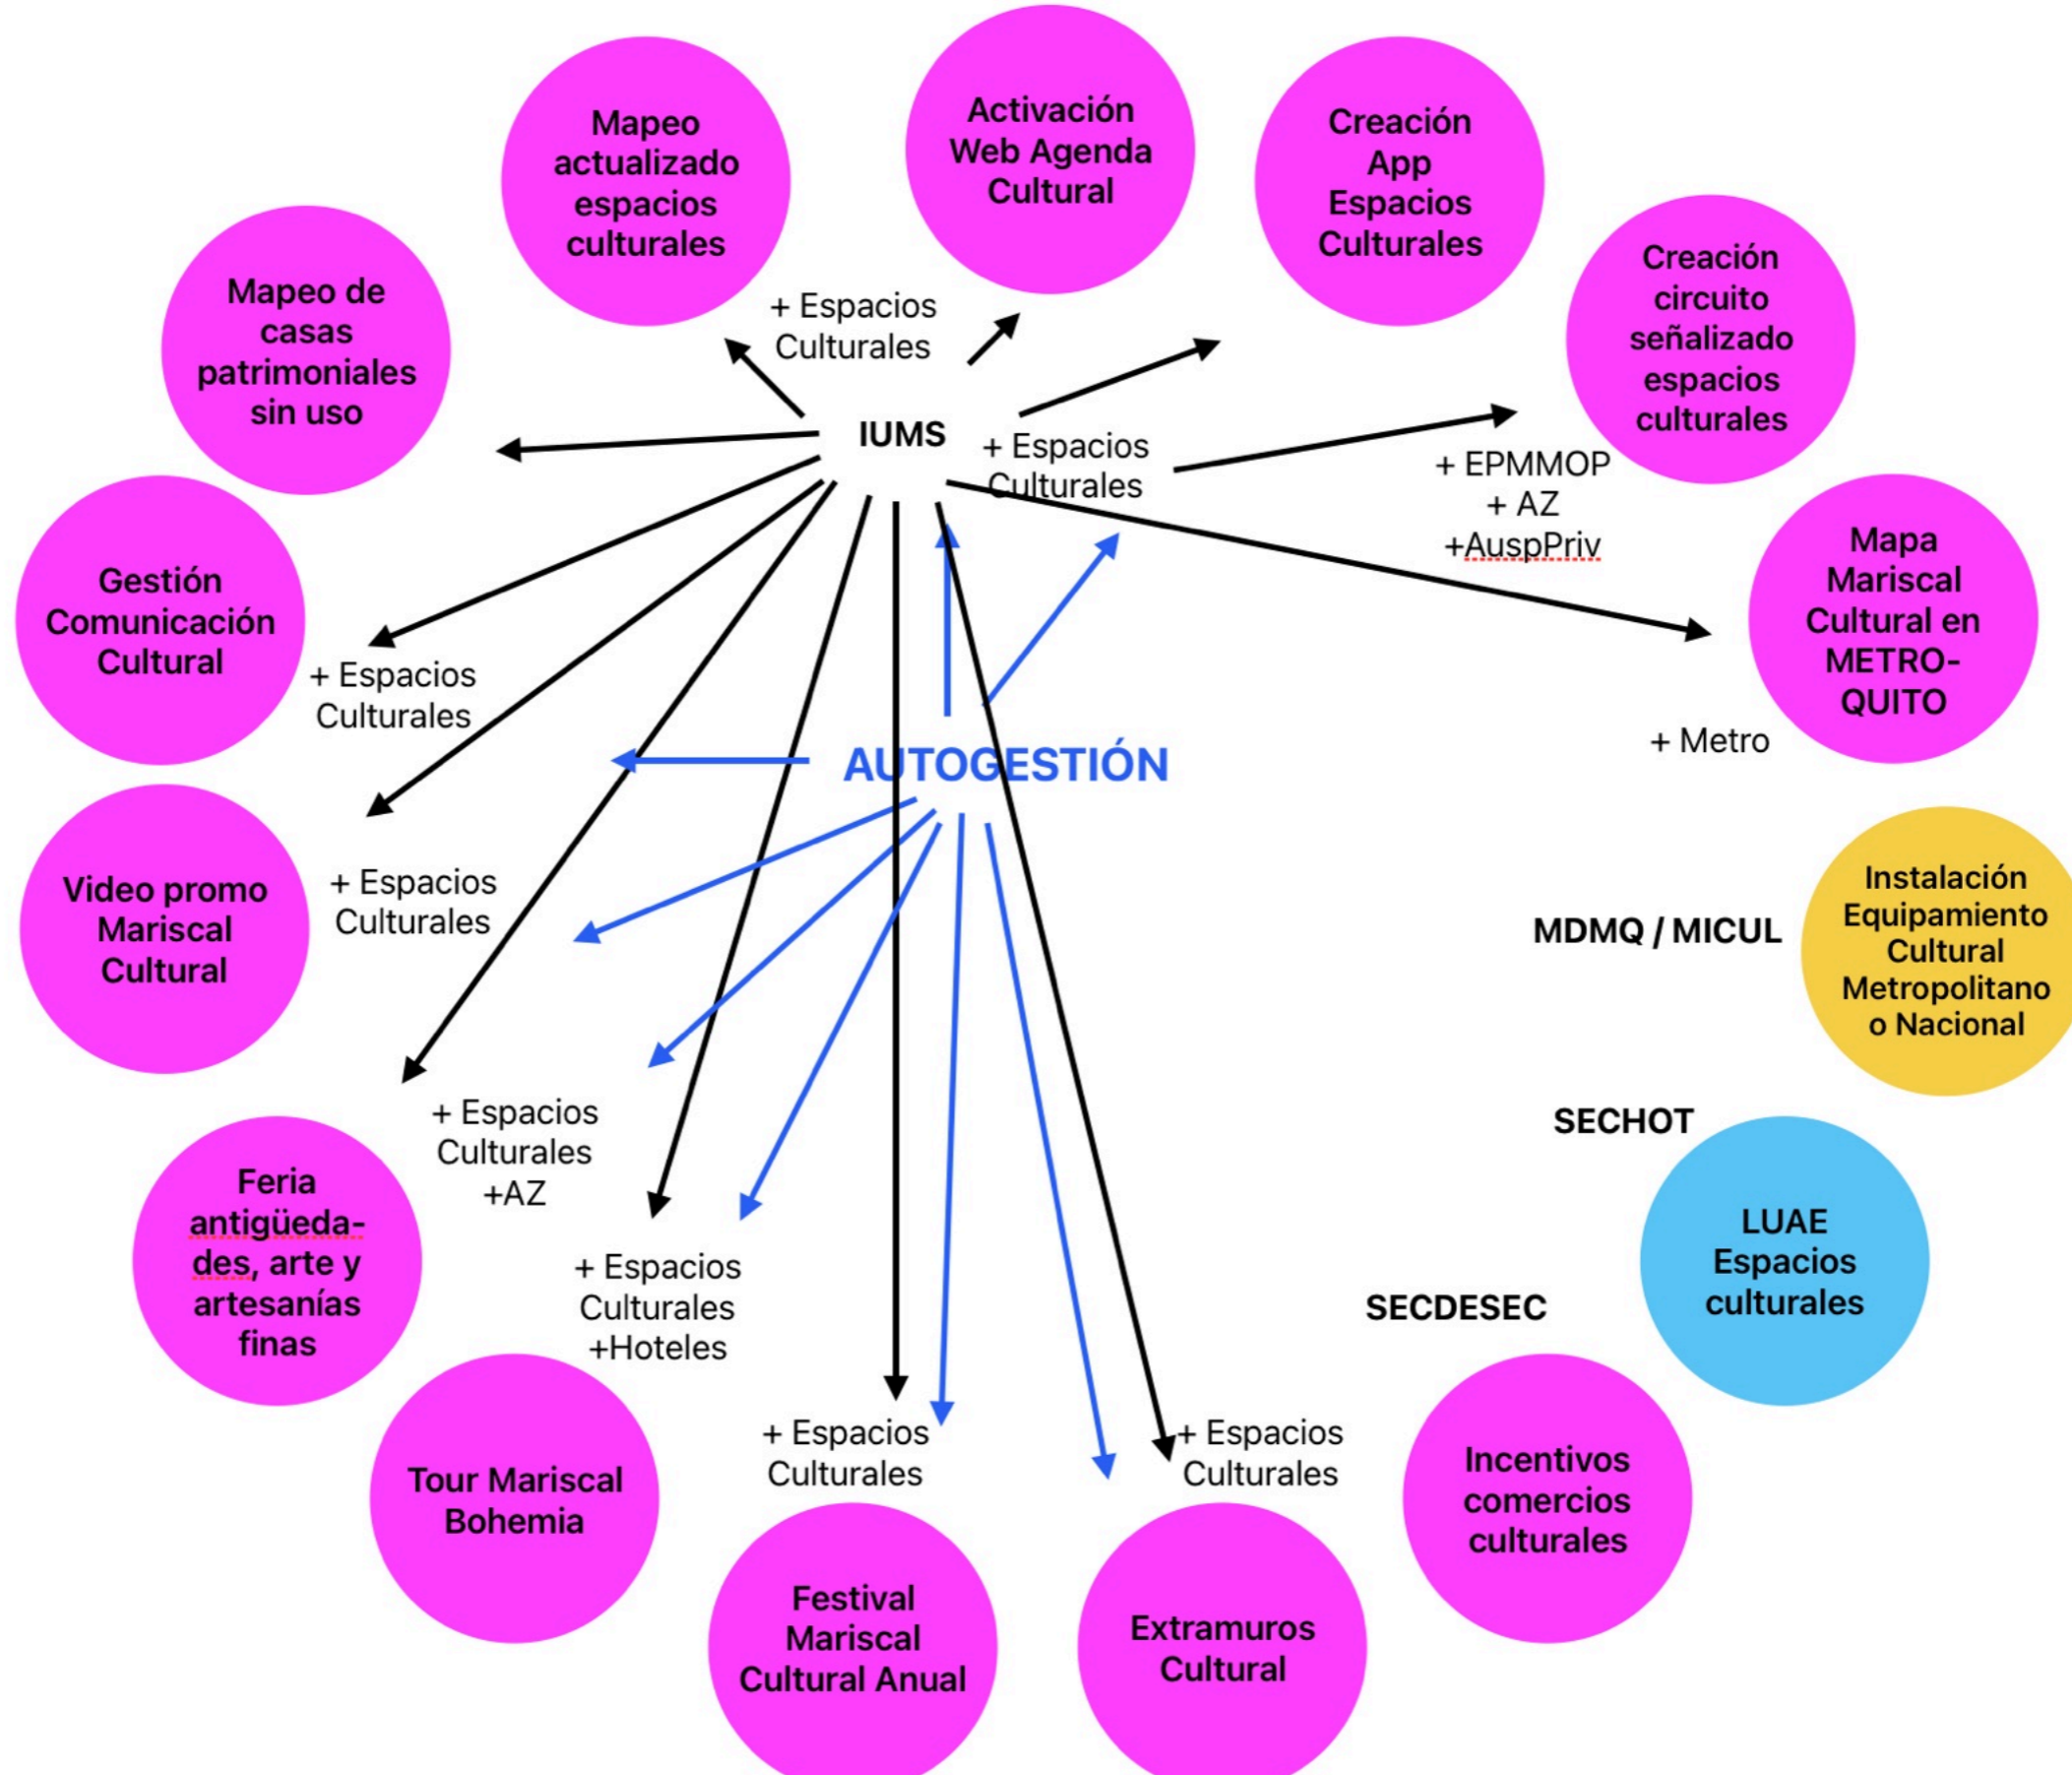 Activación
Web Agenda
Cultural
Creación
App
Espacios
Culturales
Mapeo
actualizado
espacios
culturales
Creación
circuito
señalizado
espacios
culturales
Mapeo de
casas
patrimoniales
sin uso
+ Espacios
Culturales
IUMS
+ Espacios
Culturales
+ EPMMOP
+ AZ
+AuspPriv
Mapa
Mariscal
Cultural en
METRO-
QUITO
+ Metro
Gestión
Comunicación
Cultural
+ Espacios
Culturales
AUTOGESTIÓN
Video promo
Mariscal
Cultural
+ Espacios
Culturales
MDMQ / MICUL
Instalación
Equipamiento
Cultural
Metropolitano
o Nacional
SECHOT
LUAE
Espacios
culturales
+ Espacios
Culturales
+AZ
Feria
antigüeda-
des, arte y
artesanías
finas
+ Espacios
Culturales
+Hoteles
SECDESEC
Incentivos
comercios
culturales
Tour Mariscal
Bohemia
+ Espacios
Culturales
+ Espacios
Culturales
Festival
Mariscal
Cultural Anual
Extramuros
Cultural